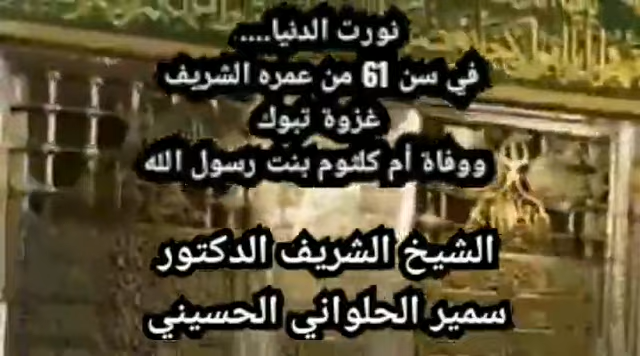 نورت الدنيا....
في سن 61 من عمره الشريف
غزوة تبوك
ووفاة أم كلثوم بنت رسول الله
الشيخ الشريف الدكتور
سمير الحلواني الحسيني